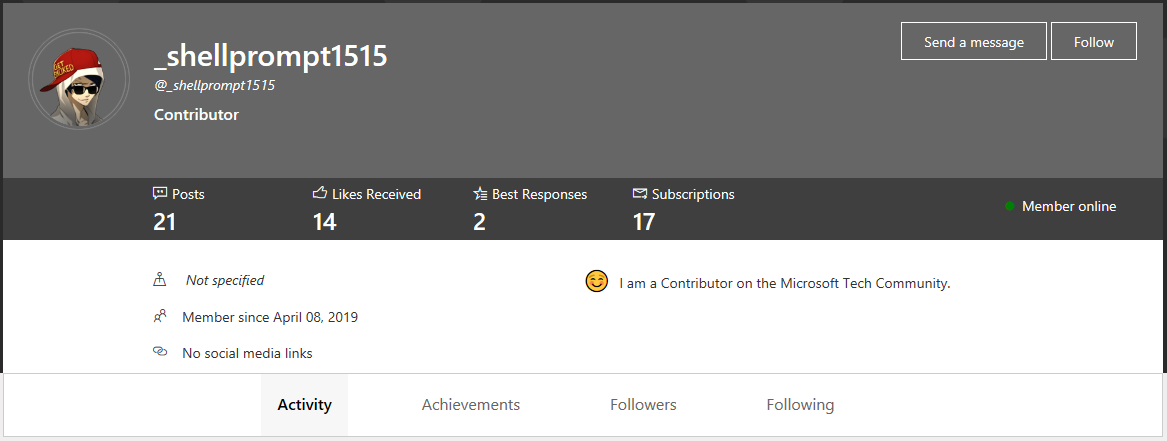 _shellprompt1515
@_shellprompt1515
Contributor
Send a message
Follow
Posts
21
Likes Received
14
Best Responses
2
Subscriptions
17
Member online
Not specified
Member since April 08, 2019
No social media links
I am a Contributor on the Microsoft Tech Community.
Activity
Achievements
Followers
Following